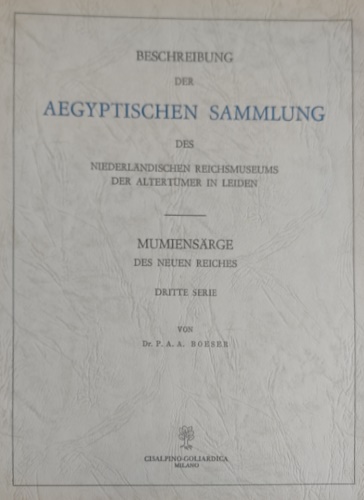 BESCHREIBUNG
DER
AEGYPTISCHEN SAMMLUNG
DES
NIEDERLÄNDISCHEN REICHSMUSEUMS
DER ALTERTÜMER IN LEIDEN
MUMIENSÄRGE
DES NEUEN REICHES
DRITTE SERIE
VON
Dr. P. A. A. BOESER
CISALPINO-GOLIARDICA
MILANO